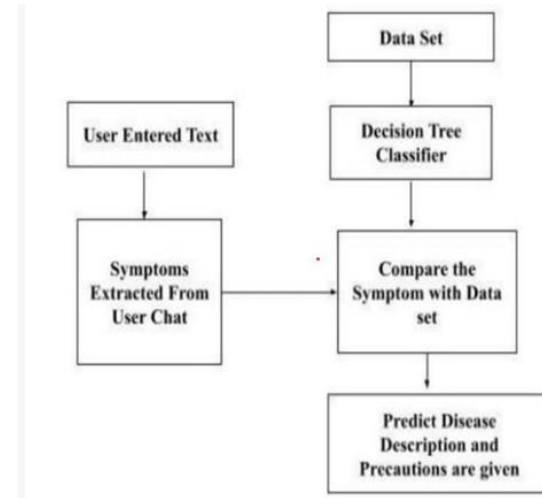 Data Set
User Entered Text
Decision Tree
Classifier
Symptoms
Extracted From
User Chat
Compare the
Symptom with Data
set
Predict Disease
Description and
Precautions are given